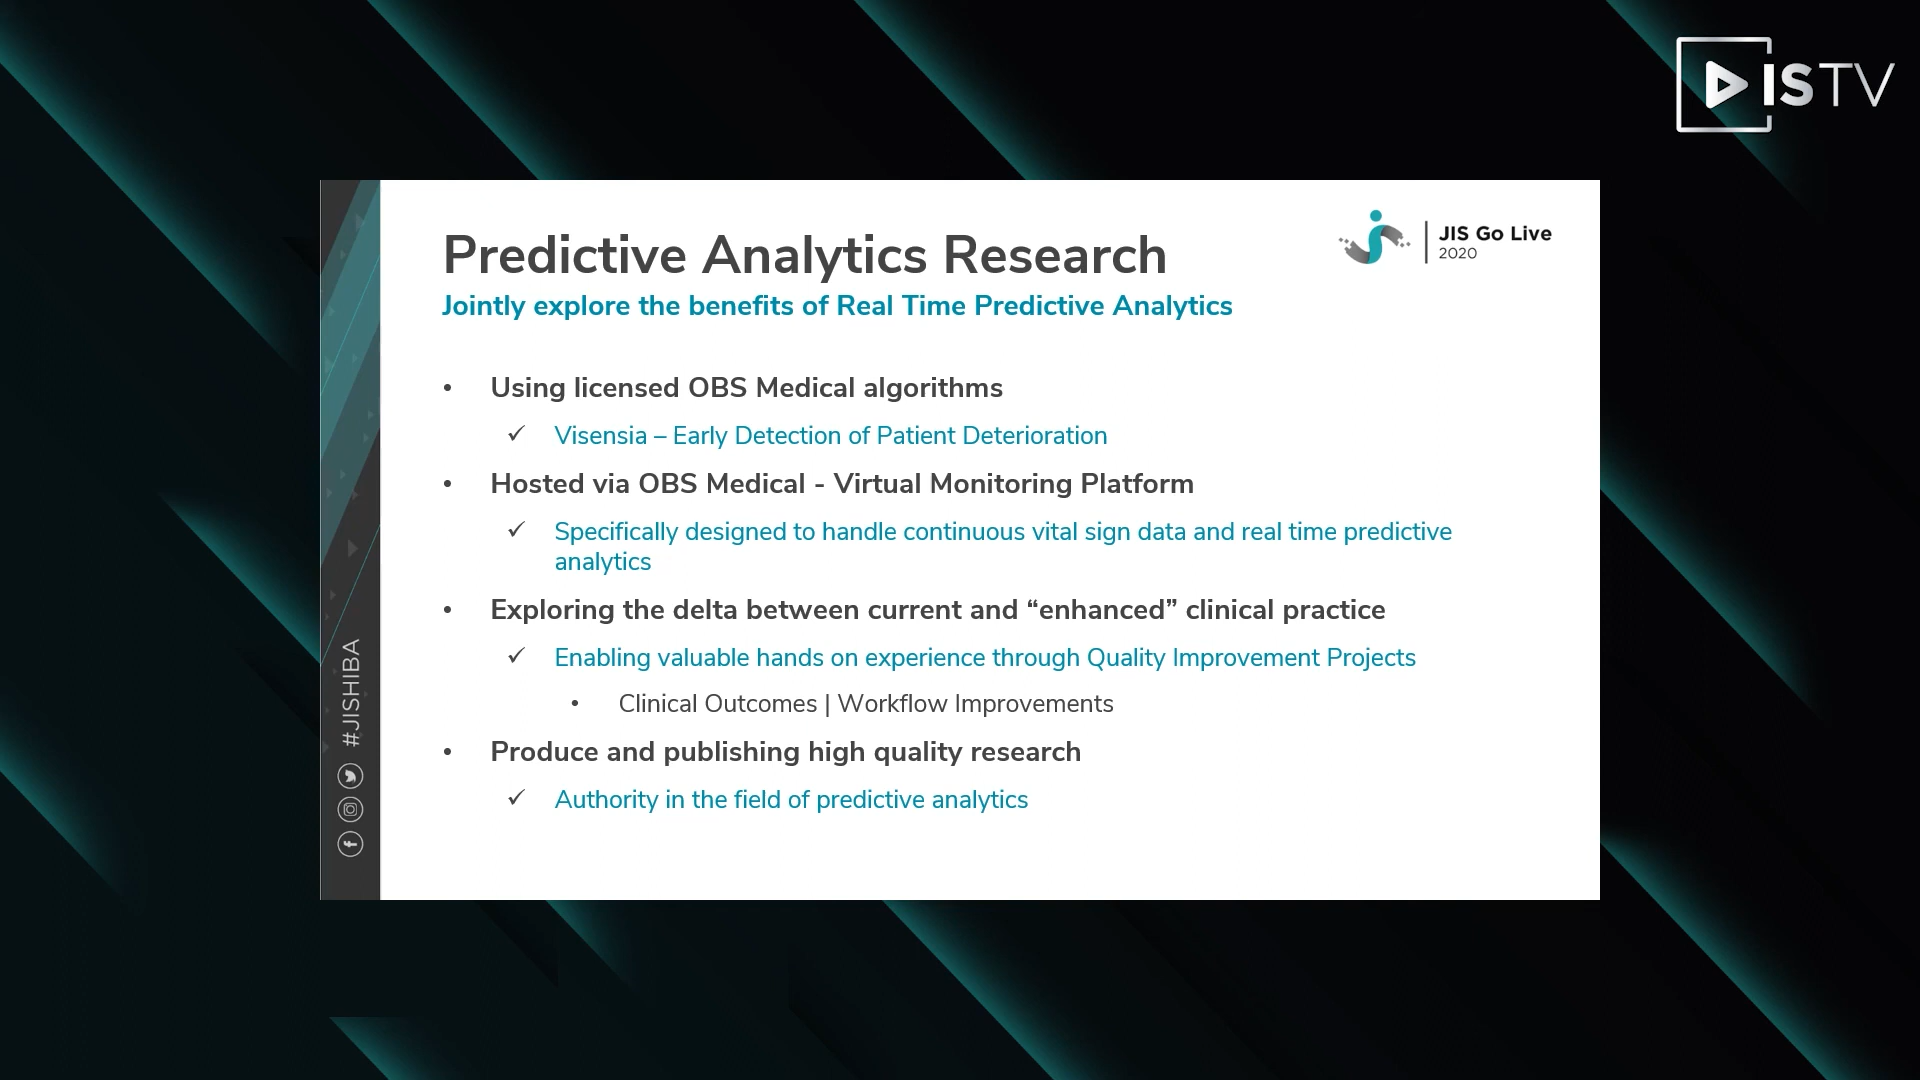 ISTV
Predictive Analytics Research
Jointly explore the benefits of Real Time Predictive Analytics
JIS Go Live
2020
• Using licensed OBS Medical algorithms
✓ Visensia – Early Detection of Patient Deterioration
• Hosted via OBS Medical - Virtual Monitoring Platform
✓ Specifically designed to handle continuous vital sign data and real time predictive
analytics
• Exploring the delta between current and “enhanced” clinical practice
✓ Enabling valuable hands on experience through Quality Improvement Projects
• Clinical Outcomes | Workflow Improvements
• Produce and publishing high quality research
✓ Authority in the field of predictive analytics
#JISHIBA